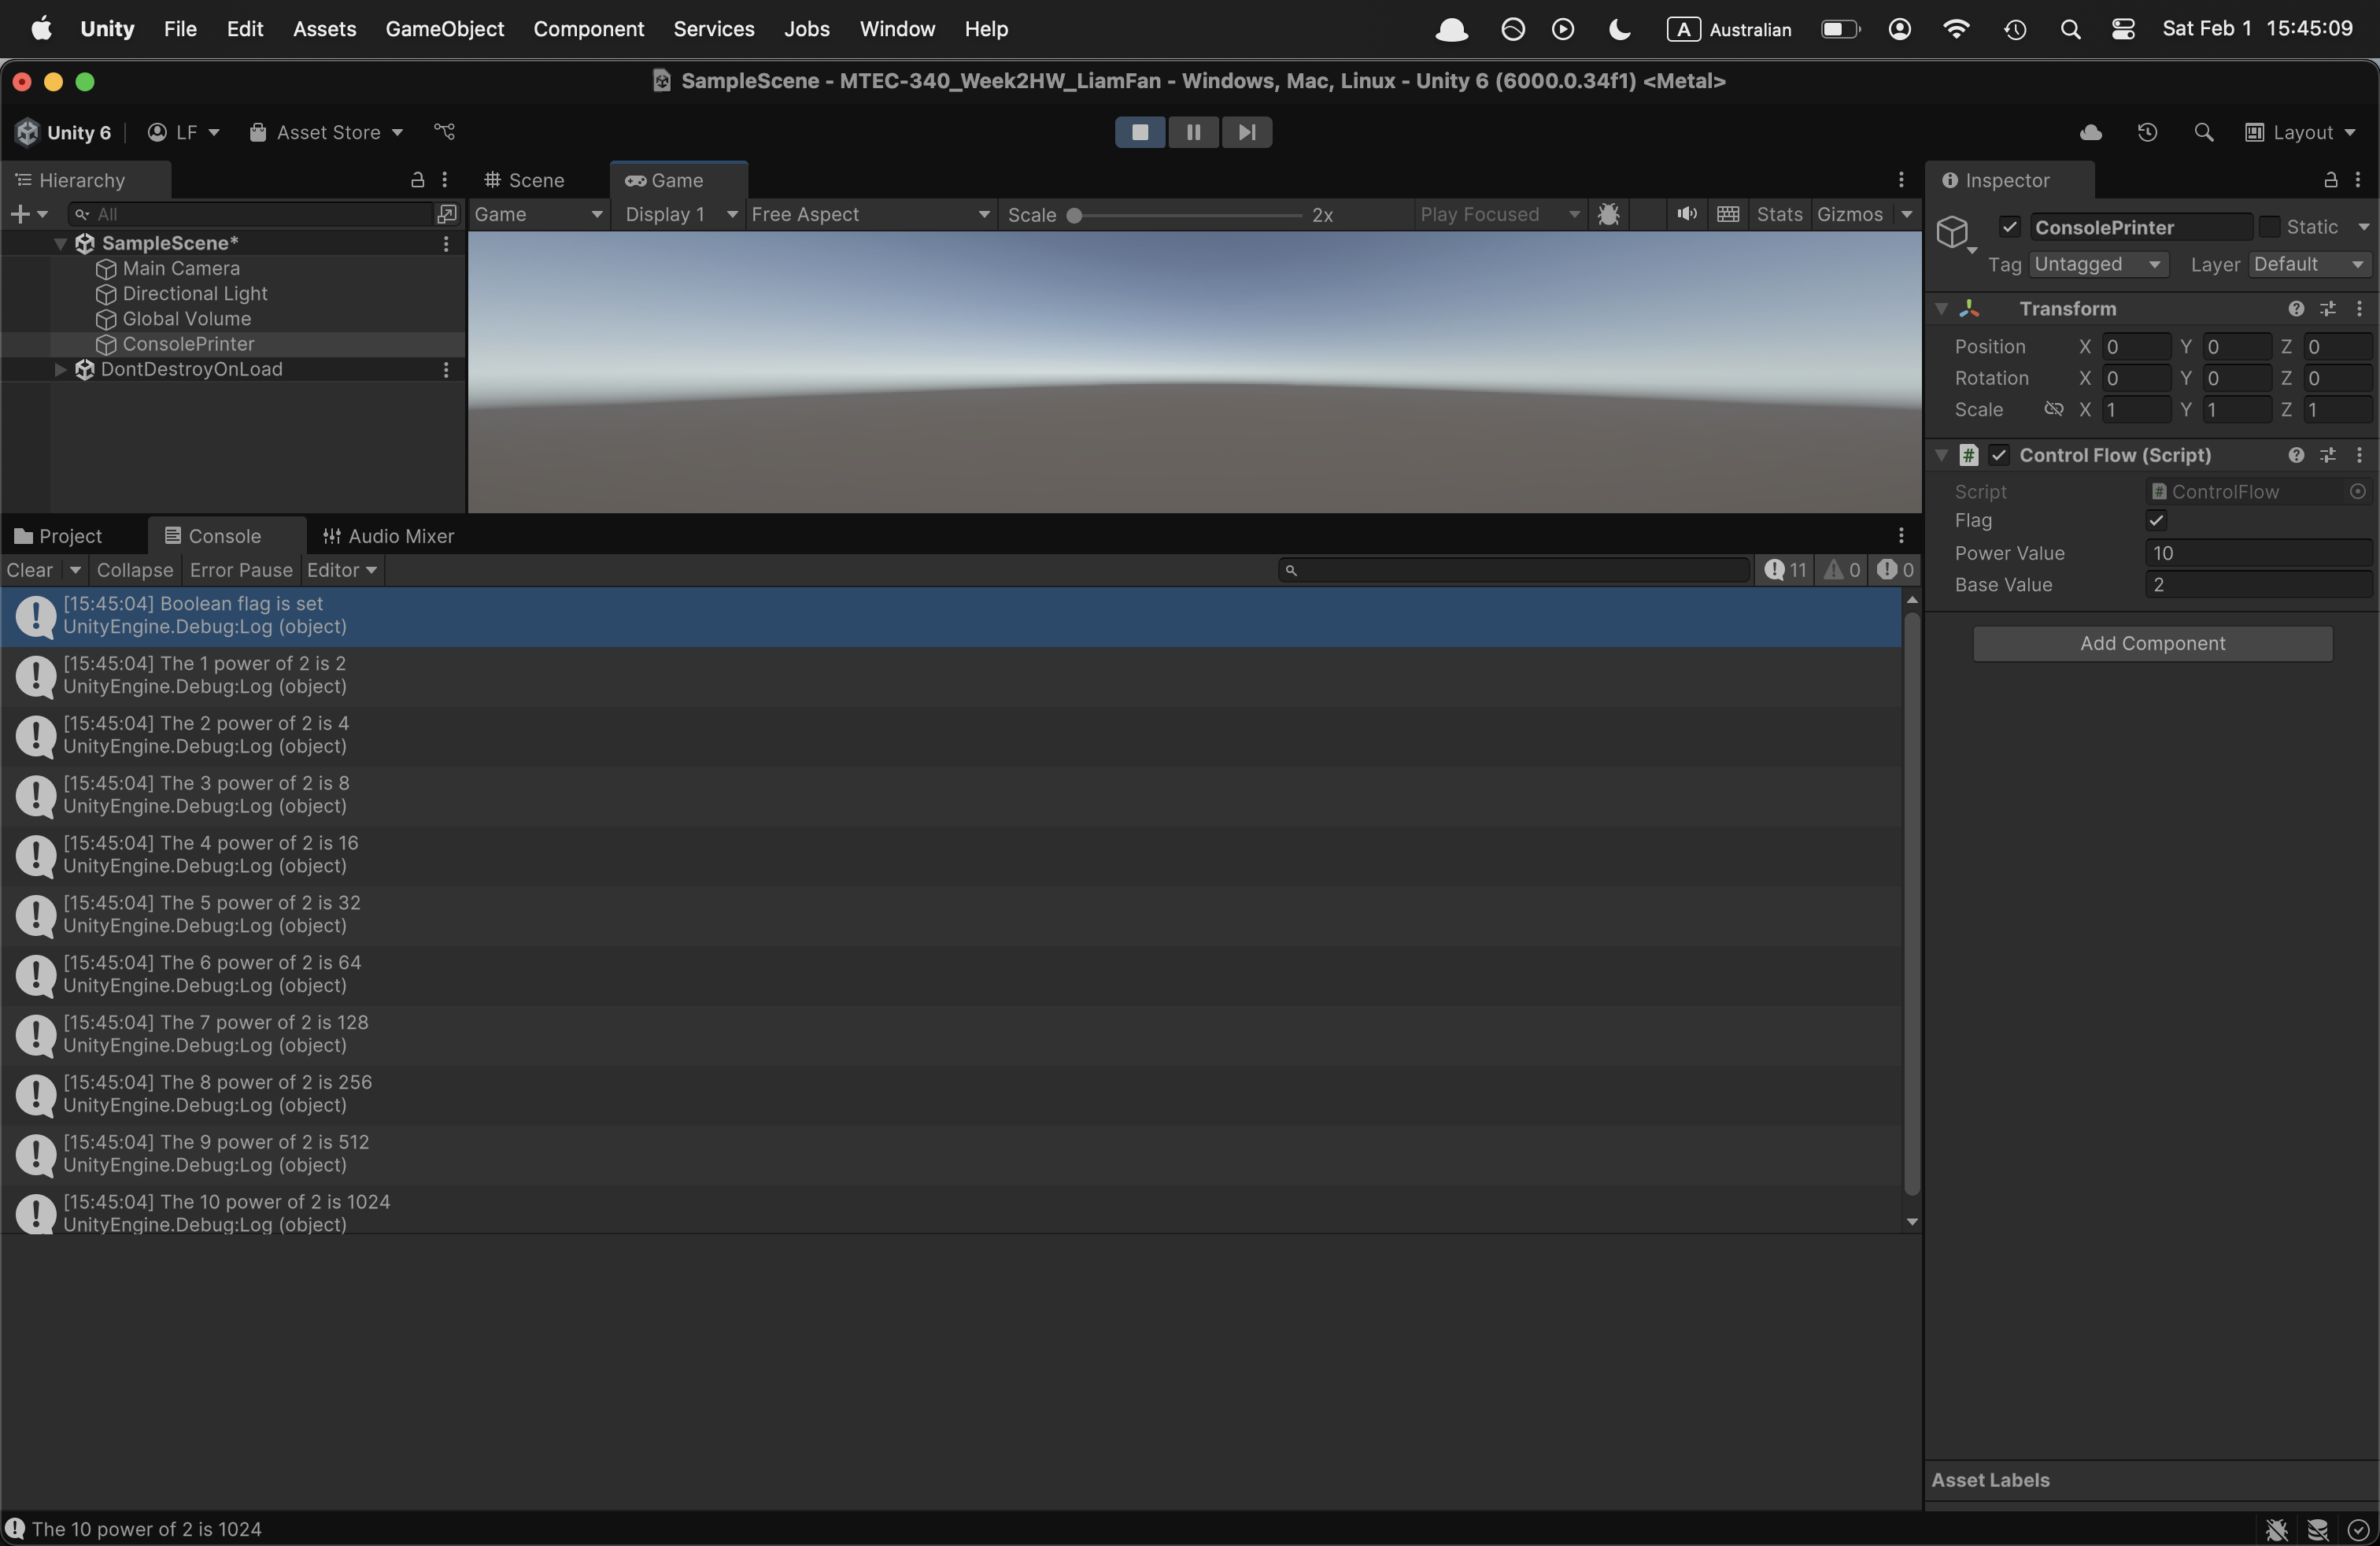 Unity File Edit Assets GameObject Component Services Jobs Window Help A Australian Sat Feb 1 15:45:09
SampleScene - MTEC-340_Week2HW_LiamFan - Windows, Mac, Linux - Unity 6 (6000.0.34f1) <Metal>
Unity 6 LF Asset Store Layout
Hierarchy
All
SampleScene*
Main Camera
Directional Light
Global Volume
ConsolePrinter
DontDestroyOnLoad
Scene Game
Game Display 1 Free Aspect Scale 2x Play Focused Stats Gizmos
Project Console Audio Mixer
Clear Collapse Error Pause Editor 11 0 0
[15:45:04] Boolean flag is set
UnityEngine.Debug:Log (object)
[15:45:04] The 1 power of 2 is 2
UnityEngine.Debug:Log (object)
[15:45:04] The 2 power of 2 is 4
UnityEngine.Debug:Log (object)
[15:45:04] The 3 power of 2 is 8
UnityEngine.Debug:Log (object)
[15:45:04] The 4 power of 2 is 16
UnityEngine.Debug:Log (object)
[15:45:04] The 5 power of 2 is 32
UnityEngine.Debug:Log (object)
[15:45:04] The 6 power of 2 is 64
UnityEngine.Debug:Log (object)
[15:45:04] The 7 power of 2 is 128
UnityEngine.Debug:Log (object)
[15:45:04] The 8 power of 2 is 256
UnityEngine.Debug:Log (object)
[15:45:04] The 9 power of 2 is 512
UnityEngine.Debug:Log (object)
[15:45:04] The 10 power of 2 is 1024
UnityEngine.Debug:Log (object)
Inspector
ConsolePrinter Static
Tag Untagged Layer Default
Transform
Position X 0 Y 0 Z 0
Rotation X 0 Y 0 Z 0
Scale X 1 Y 1 Z 1
# Control Flow (Script)
Script # ControlFlow
Flag
Power Value 10
Base Value 2
Add Component
Asset Labels
The 10 power of 2 is 1024